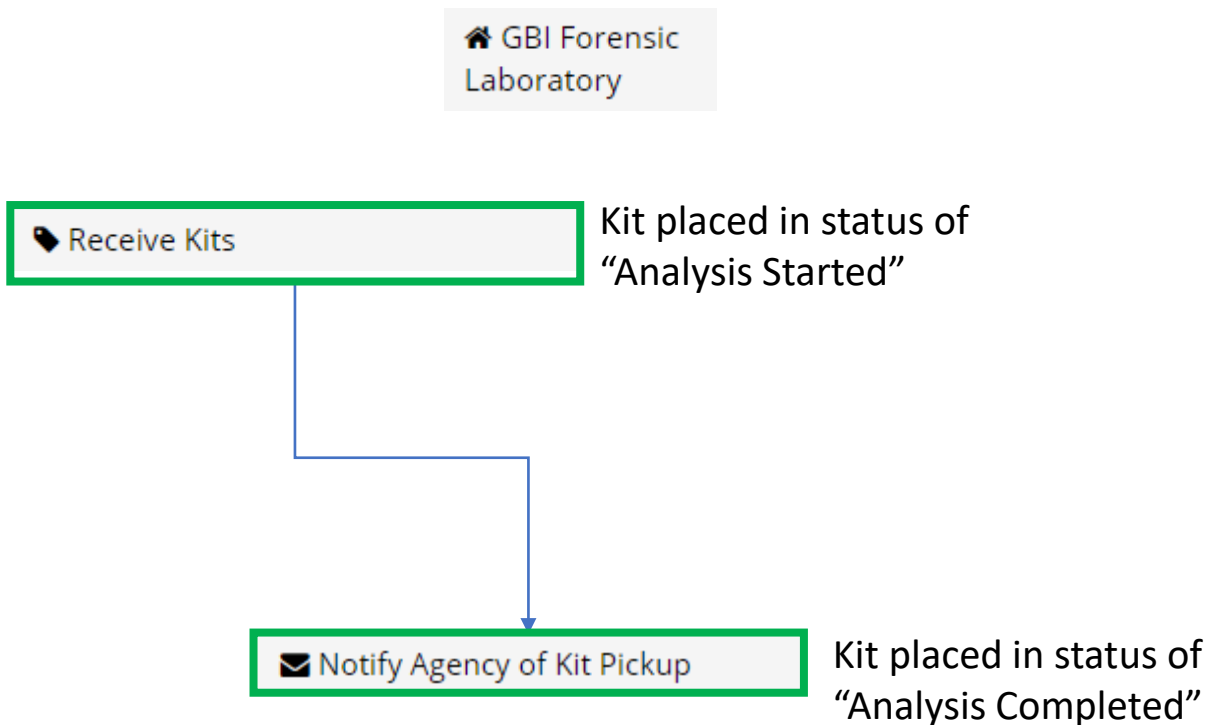 GBI Forensic
Laboratory
Receive Kits
Kit placed in status of
“Analysis Started”
Notify Agency of Kit Pickup
Kit placed in status of
“Analysis Completed”